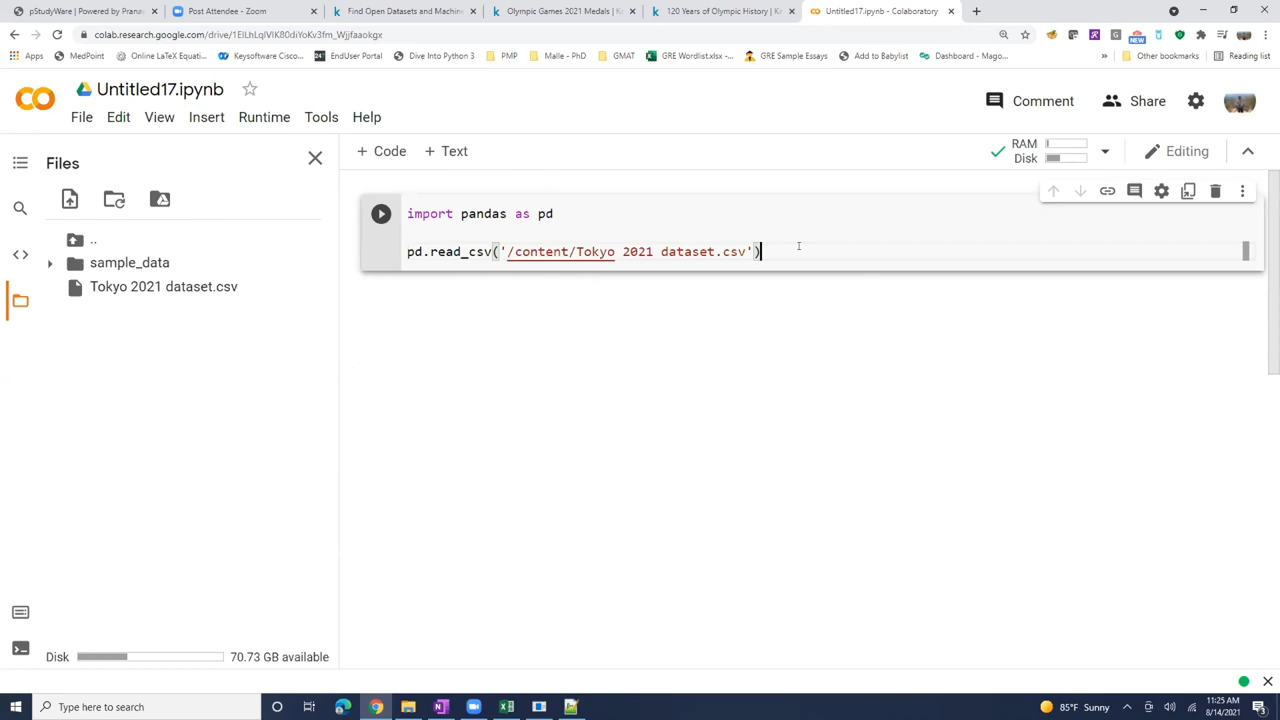 pStudyWare | Powered by Prana:
Post Attendee - Zoom
Find Open Datasets and Machine
Olympic Games 2021 Medals | K
120 Years of Olympic History | K
Untitled17.ipynb - Colaboratory
colab.research.google.com/drive/1EILhLqIVIK80diYoKv3fm_Wjjfaaokgx
Apps
MedPoint
Online LaTeX Equati...
Keysoftware Cisco...
EndUser Portal
Dive Into Python 3
PMP
Malle - PhD
GMAT
GRE Wordlist.xlsx -...
GRE Sample Essays
Add to Babylist
Dashboard - Mago...
»
Other bookmarks
Reading list
Untitled17.ipynb
File Edit View Insert Runtime Tools Help
Comment
Share
Files
+ Code + Text
RAM
Disk
Editing
..
sample_data
Tokyo 2021 dataset.csv
import pandas as pd
pd.read_csv('/content/Tokyo 2021 dataset.csv')
Disk
70.73 GB available
Type here to search
85°F Sunny
11:25 AM
8/14/2021